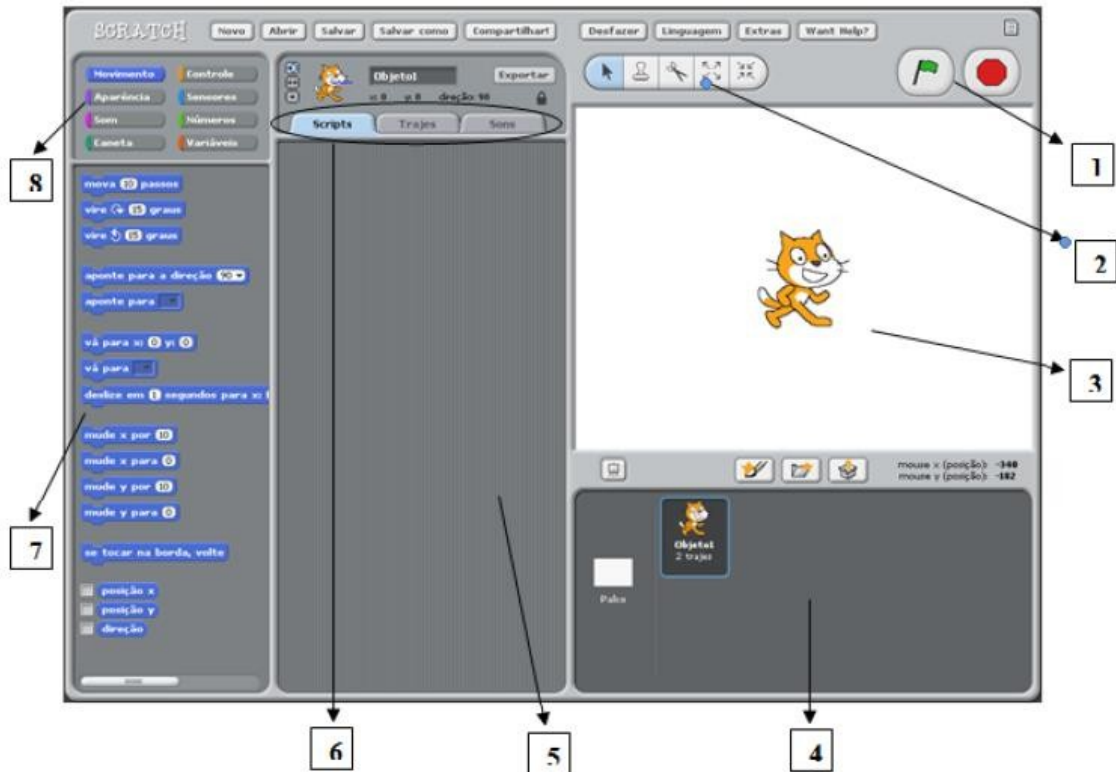 SCRATCH Novo Abrir Salvar Salvar como Compartilhar! Desfazer Linguagem Extras Want Help?
Movimento Controle
Aparência Sensores
Som Números
Caneta Variáveis
Objeto1 Exportar
x: 0 y: 0 direção: 90
Scripts Trajes Sons
mova 10 passos
vire 15 graus
vire 15 graus
aponte para a direção 90
aponte para
vá para x: 0 y: 0
vá para
deslize em 1 segundos para x:
mude x por 10
mude x para 0
mude y por 10
mude y para 0
se tocar na borda, volte
posição x
posição y
direção
mouse x (posição): -340
mouse y (posição): -182
Objeto1
2 trajes
Palco
1
2
3
4
5
6
7
8